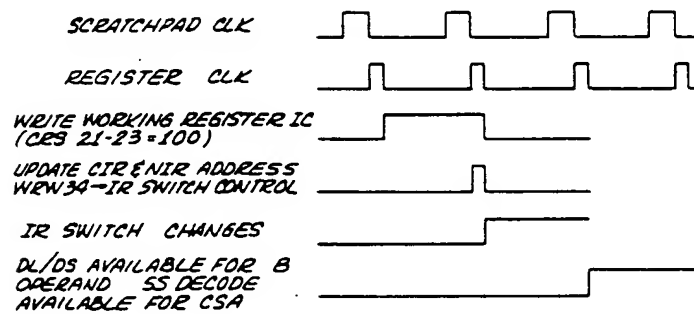 SCRATCHPAD CLK
REGISTER CLK
WRITE WORKING REGISTER IC
(CRS 21-23=100)
UPDATE CIR & NIR ADDRESS
WRW34→IR SWITCH CONTROL
IR SWITCH CHANGES
DL/DS AVAILABLE FOR B
OPERAND SS DECODE
AVAILABLE FOR CSA